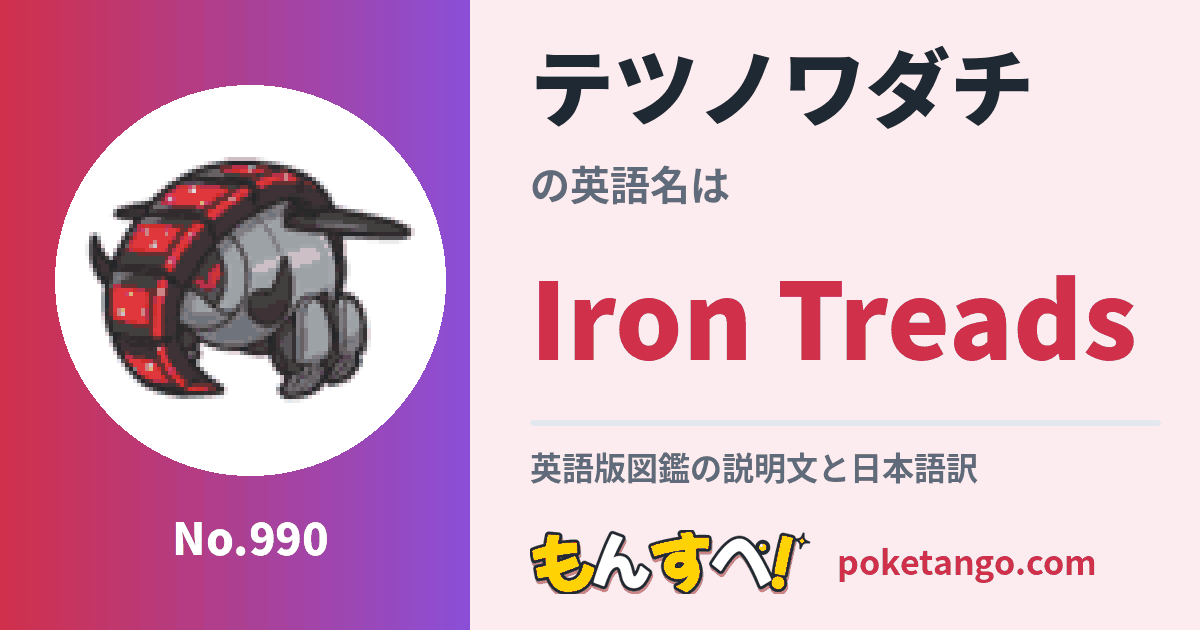 テツノワダチ
の英語名は
Iron Treads
英語版図鑑の説明文と日本語訳
No.990
もんすぺ!
poketango.com